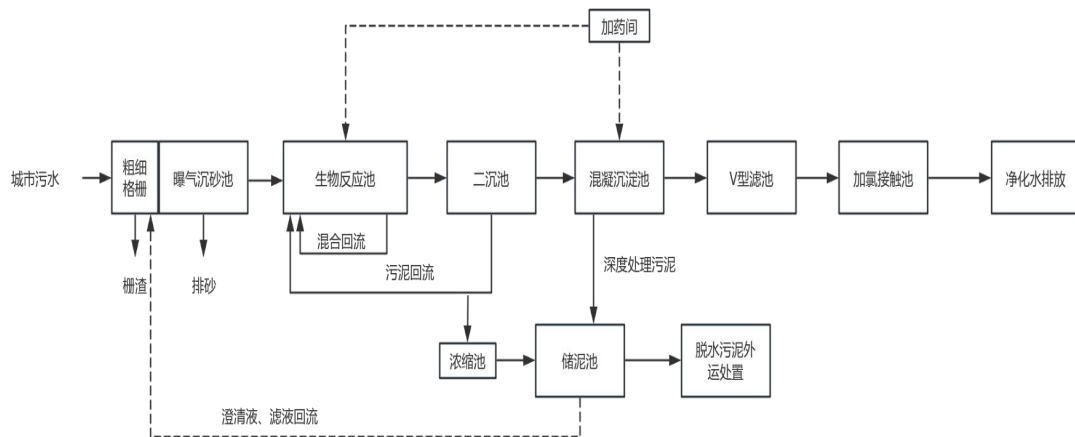 加药间
城市污水
粗细
格栅
曝气沉砂池
生物反应池
二沉池
混凝沉淀池
V型滤池
加氯接触池
净化水排放
混合回流
污泥回流
栅渣
排砂
深度处理污泥
浓缩池
储泥池
脱水污泥外
运处置
澄清液、滤液回流